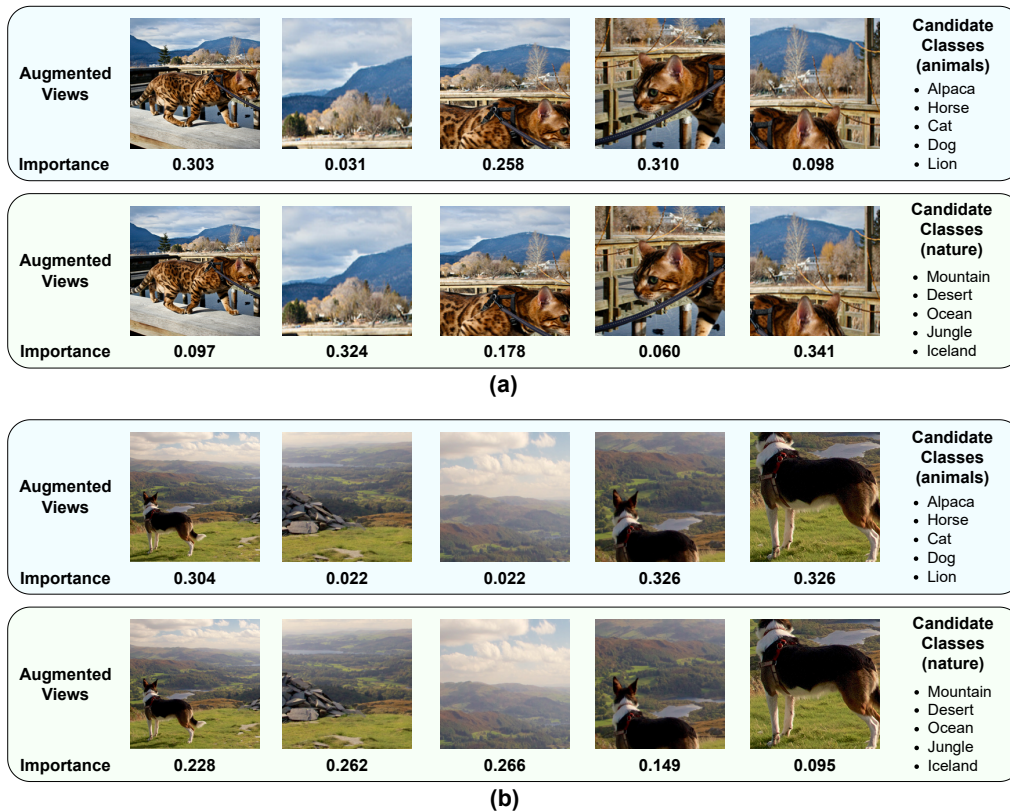 Augmented
Views
Candidate
Classes
(animals)
• Alpaca
• Horse
• Cat
• Dog
• Lion
Importance 0.303 0.031 0.258 0.310 0.098
Augmented
Views
Candidate
Classes
(nature)
• Mountain
• Desert
• Ocean
• Jungle
• Iceland
Importance 0.097 0.324 0.178 0.060 0.341
(a)
Augmented
Views
Candidate
Classes
(animals)
• Alpaca
• Horse
• Cat
• Dog
• Lion
Importance 0.304 0.022 0.022 0.326 0.326
Augmented
Views
Candidate
Classes
(nature)
• Mountain
• Desert
• Ocean
• Jungle
• Iceland
Importance 0.228 0.262 0.266 0.149 0.095
(b)